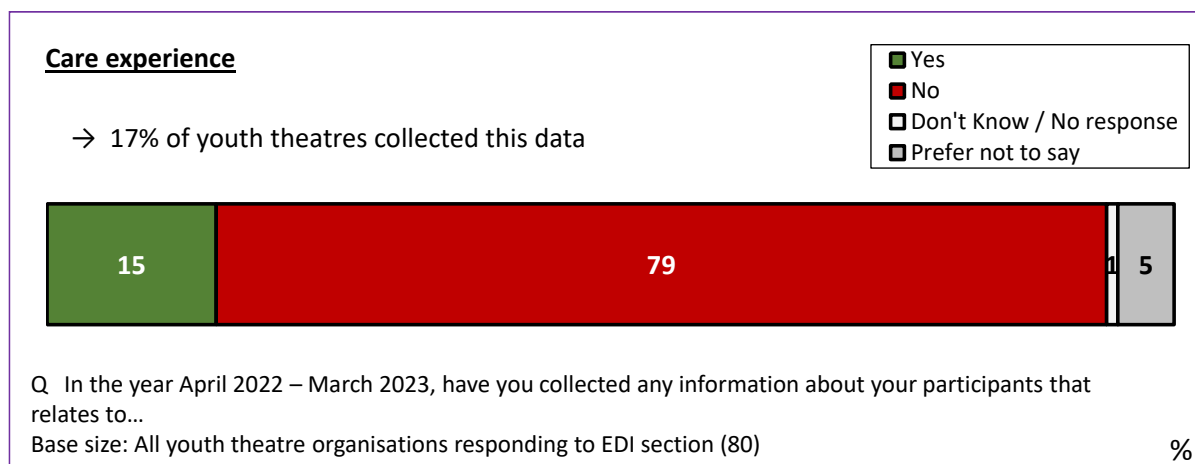 Care experience
Yes
No
Don't Know / No response
Prefer not to say
→ 17% of youth theatres collected this data
15
79
1
5
Q In the year April 2022 – March 2023, have you collected any information about your participants that
relates to…
Base size: All youth theatre organisations responding to EDI section (80)
%